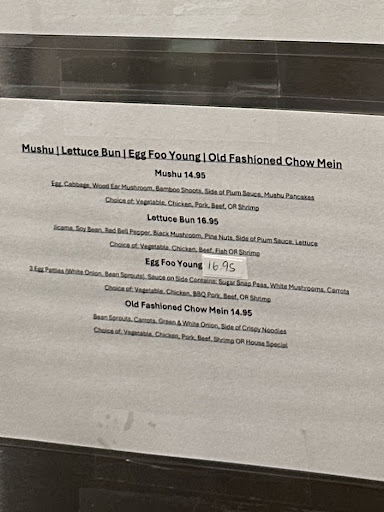 Mushu | Lettuce Bun | Egg Foo Young | Old Fashioned Chow Mein
Mushu 14.95
Egg, Cabbage, Wood Ear Mushroom, Bamboo Shoots, Side of Plum Sauce, Mushu Pancakes
Choice of: Vegetable, Chicken, Pork, Beef, OR Shrimp
Lettuce Bun 16.95
Jicama, Soy Bean, Red Bell Pepper, Black Mushroom, Pine Nuts, Side of Plum Sauce, Lettuce
Choice of: Vegetable, Chicken, Beef, Fish OR Shrimp
Egg Foo Young 16.95
3 Egg Patties (White Onion, Bean Sprouts), Sauce on Side Contains: Sugar Snap Peas, White Mushrooms, Carrots
Choice of: Vegetable, Chicken, BBQ Pork, Beef, OR Shrimp
Old Fashioned Chow Mein 14.95
Bean Sprouts, Carrots, Green & White Onion, Side of Crispy Noodles
Choice of: Vegetable, Chicken, Pork, Beef, Shrimp OR House Special